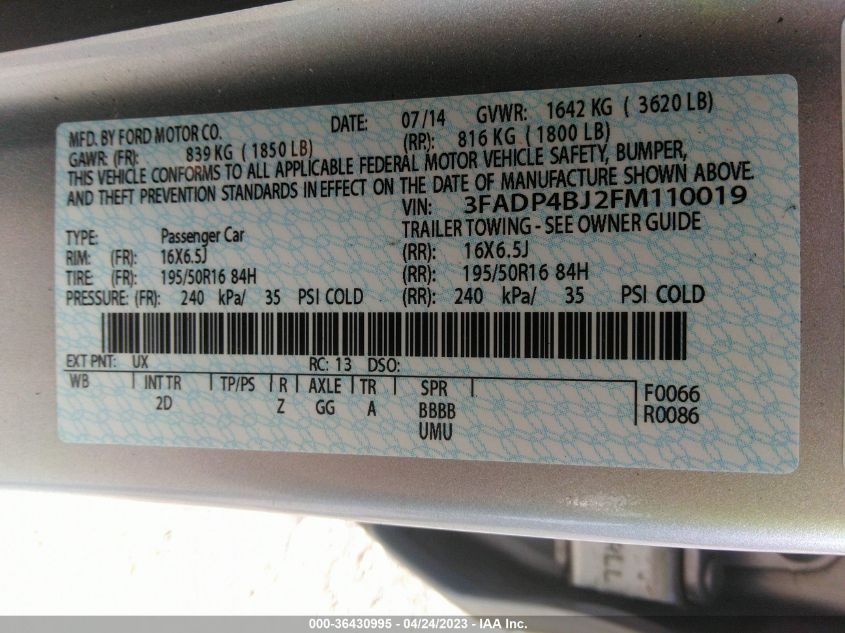 MFD. BY FORD MOTOR CO.
DATE: 07/14 GVWR: 1642 KG ( 3620 LB)
GAWR: (FR): 839 KG ( 1850 LB) (RP): 816 KG ( 1800 LB)
THIS VEHICLE CONFORMS TO ALL APPLICABLE FEDERAL MOTOR VEHICLE SAFETY, BUMPER,
AND THEFT PREVENTION STANDARDS IN EFFECT ON THE DATE OF MANUFACTURE SHOWN ABOVE.
VIN: 3FADP4BJ2FM110019
TRAILER TOWING - SEE OWNER GUIDE
TYPE: Passenger Car
RIM: (FR): 16X6.5J (RR): 16X6.5J
TIRE: (FR): 195/50R16 84H (RR): 195/50R16 84H
PRESSURE: (FR): 240 kPa/ 35 PSI COLD (RR): 240 kPa/ 35 PSI COLD
EXT PNT: UX RC: 13 DSO:
WB INT TR TP/PS R AXLE TR SPR F0066
2D Z GG A BBBB R0086
UMU
PLL
000-36430995 - 04/24/2023 - IAAI.COM